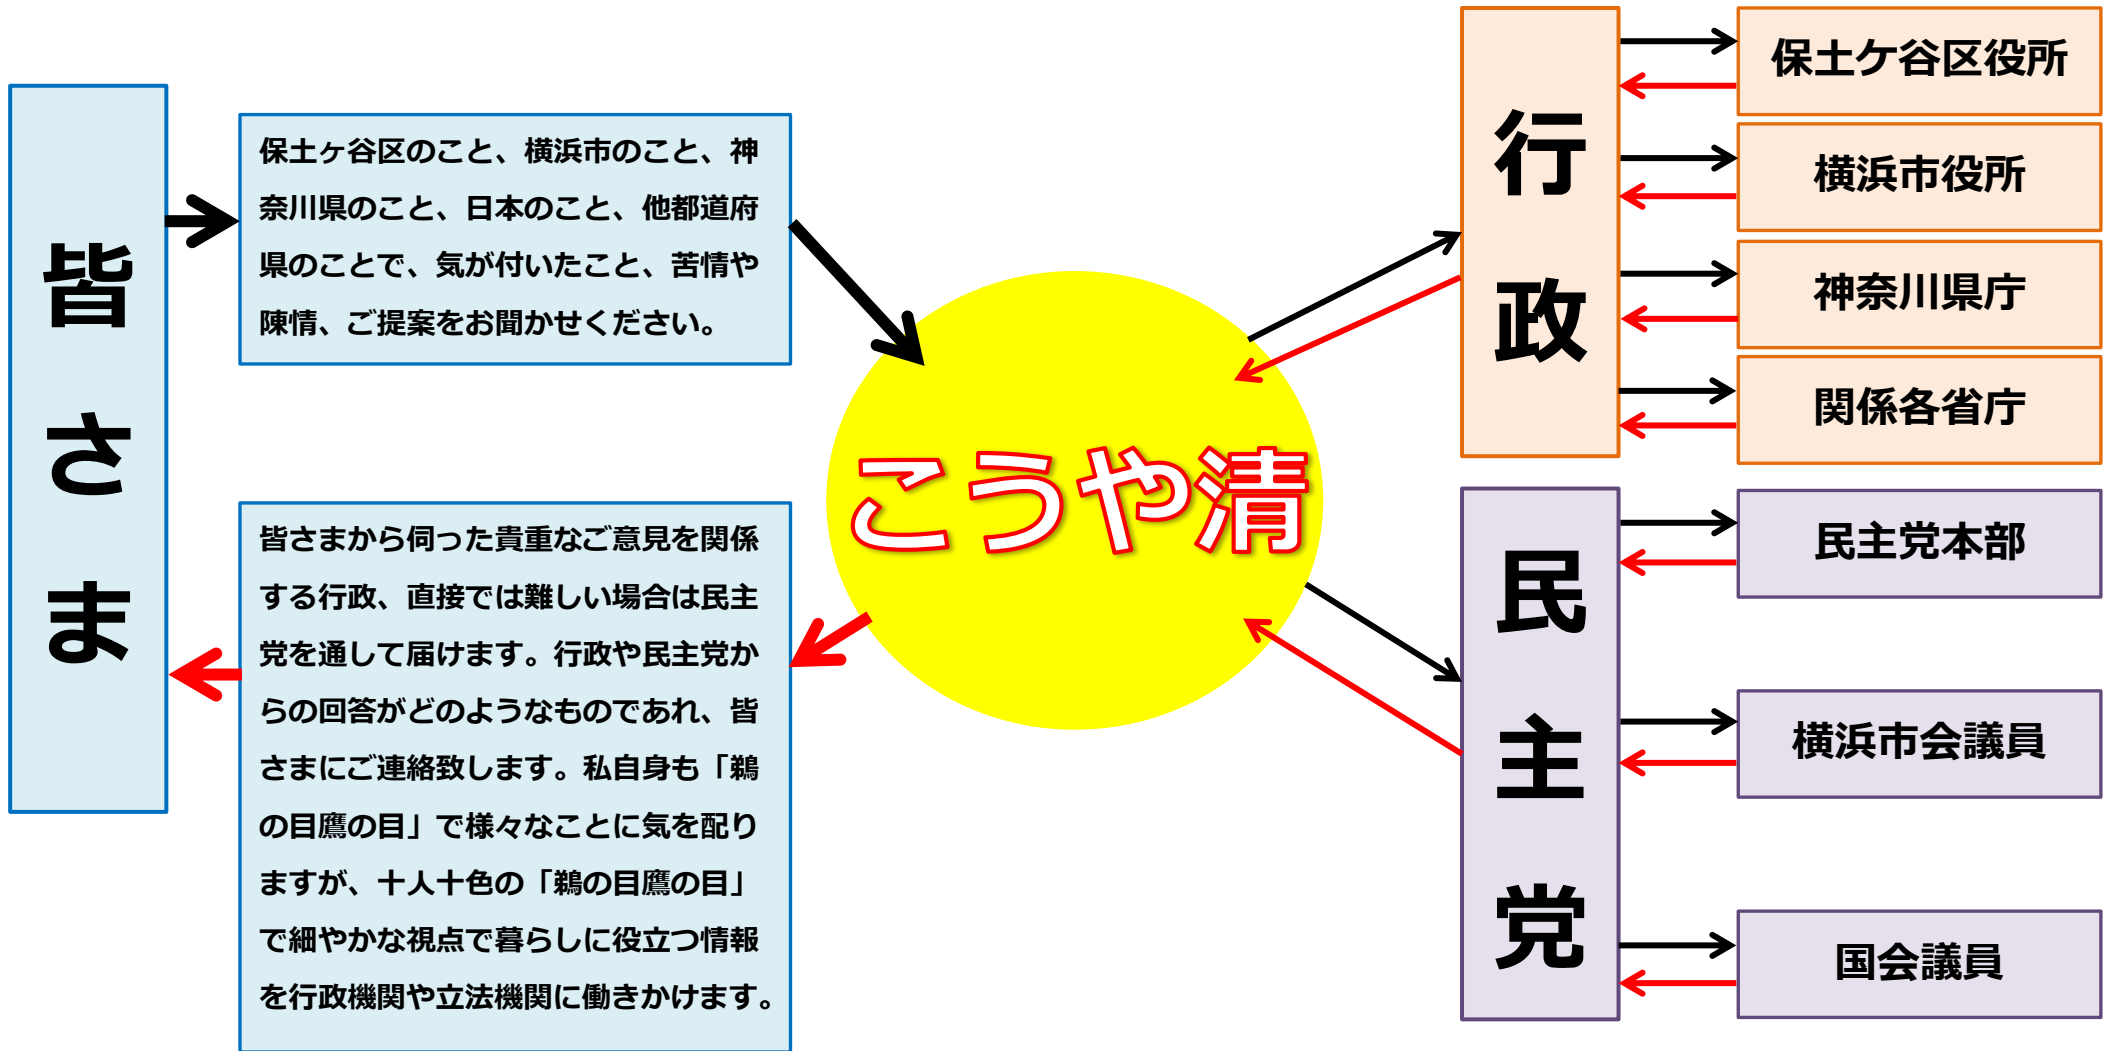 皆さま
保土ヶ谷区のこと、横浜市のこと、神
奈川県のこと、日本のこと、他都道府
県のことで、気が付いたこと、苦情や
陳情、ご提案をお聞かせください。
皆さまから伺った貴重なご意見を関係
する行政、直接では難しい場合は民主
党を通して届けます。行政や民主党か
らの回答がどのようなものであれ、皆
さまにご連絡致します。私自身も「鵜
の目鷹の目」で様々なことに気を配り
ますが、十人十色の「鵜の目鷹の目」
で細やかな視点で暮らしに役立つ情報
を行政機関や立法機関に働きかけます。
こうや清
行政
保土ケ谷区役所
横浜市役所
神奈川県庁
関係各省庁
民主党
民主党本部
横浜市会議員
国会議員